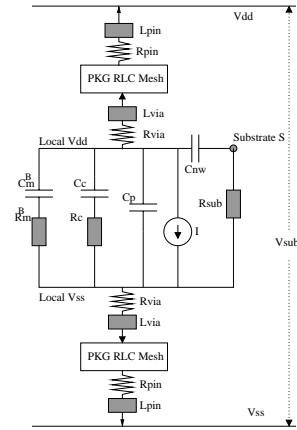 Vdd
Lpin
Rpin
PKG RLC Mesh
Lvia
Rvia
Local Vdd
Substrate S
Cnw
B
Cm
Cc
Cp
I
Rsub
B
Rm
Rc
Vsub
Local Vss
Rvia
Lvia
PKG RLC Mesh
Rpin
Lpin
Vss